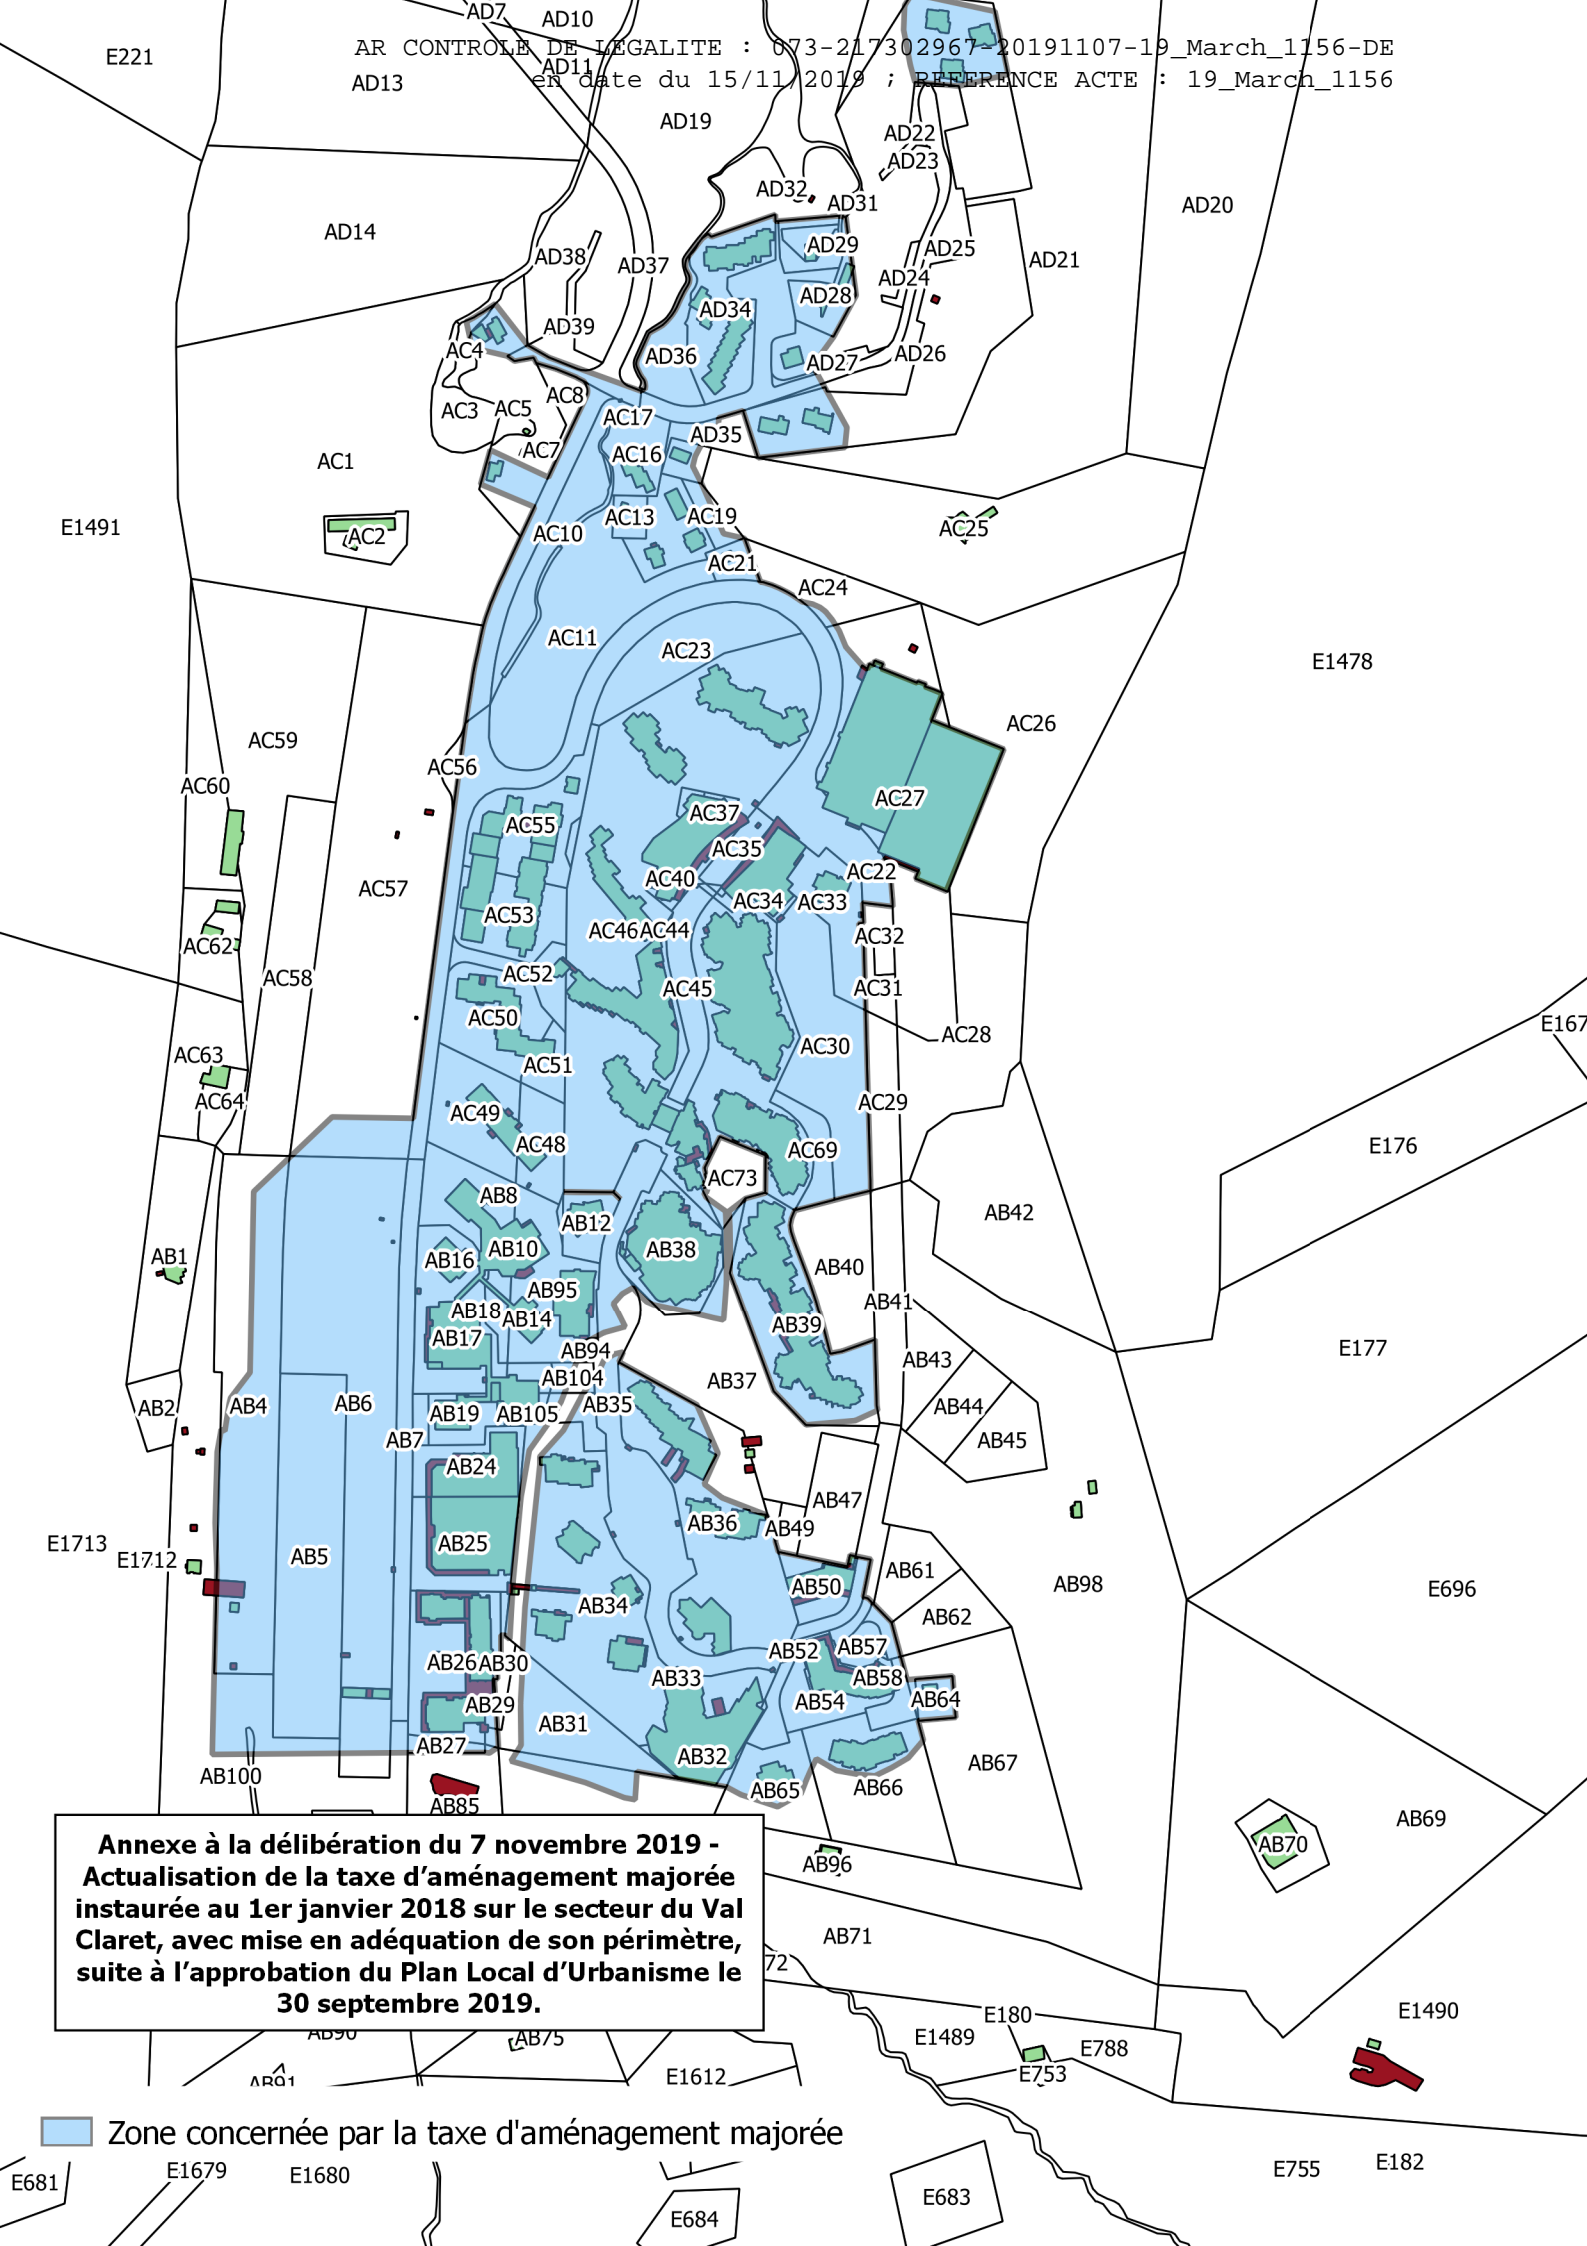 AD7
AD10
E221
AR CONTROLE DE LEGALITE : 073-217302967-20191107-19_March_1156-DE
AD11
AD13
en date du 15/11/2019 ; REFERENCE ACTE : 19_March_1156
AD19
AD22
AD23
AD32
AD31
AD20
AD14
AD29
AD25
AD38
AD37
AD21
AD24
AD28
AD34
AD39
AC4
AD36
AD27
AD26
AC8
AC3
AC5
AC17
AD35
AC7
AC16
AC1
AC13
AC19
E1491
AC2
AC10
AC25
AC21
AC24
AC11
AC23
E1478
AC26
AC59
AC56
AC60
AC27
AC37
AC55
AC35
AC22
AC40
AC57
AC34
AC33
AC53
AC46
AC44
AC32
AC62
AC52
AC58
AC45
AC31
AC50
E167
AC28
AC30
AC63
AC51
AC64
AC29
AC49
AC48
E176
AC69
AC73
AB8
AB42
AB12
AB10
AB38
AB1
AB16
AB40
AB95
AB41
AB18
AB14
AB39
AB17
E177
AB94
AB43
AB104
AB37
AB6
AB4
AB35
AB2
AB44
AB19
AB105
AB7
AB45
AB24
AB47
AB36
AB49
AB25
E1713
E1712
AB5
AB61
AB98
AB50
E696
AB34
AB62
AB57
AB52
AB26
AB30
AB33
AB58
AB64
AB29
AB54
AB31
AB27
AB32
AB67
AB100
AB66
AB65
AB85
AB69
AB70
AB96
Annexe à la délibération du 7 novembre 2019 -
Actualisation de la taxe d’aménagement majorée
instaurée au 1er janvier 2018 sur le secteur du Val
Claret, avec mise en adéquation de son périmètre,
suite à l’approbation du Plan Local d’Urbanisme le
30 septembre 2019.
AB71
72
E1490
E180
E1489
AB90
AB75
E788
E753
E1612
AB91
Zone concernée par la taxe d'aménagement majorée
E182
E755
E1679
E1680
E681
E683
E684